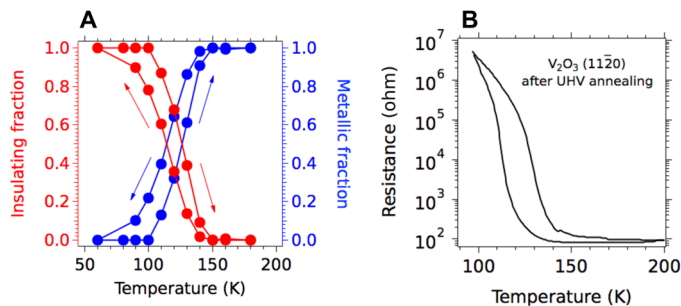 A
B
1.0
0.8
0.6
0.4
0.2
0.0
Insulating fraction
1.0
0.8
0.6
0.4
0.2
0.0
Metallic fraction
50
100
150
200
Temperature (K)
10⁷
10⁶
10⁵
10⁴
10³
10²
Resistance (ohm)
V₂O₃ (112̄0)
after UHV annealing
100
150
200
Temperature (K)